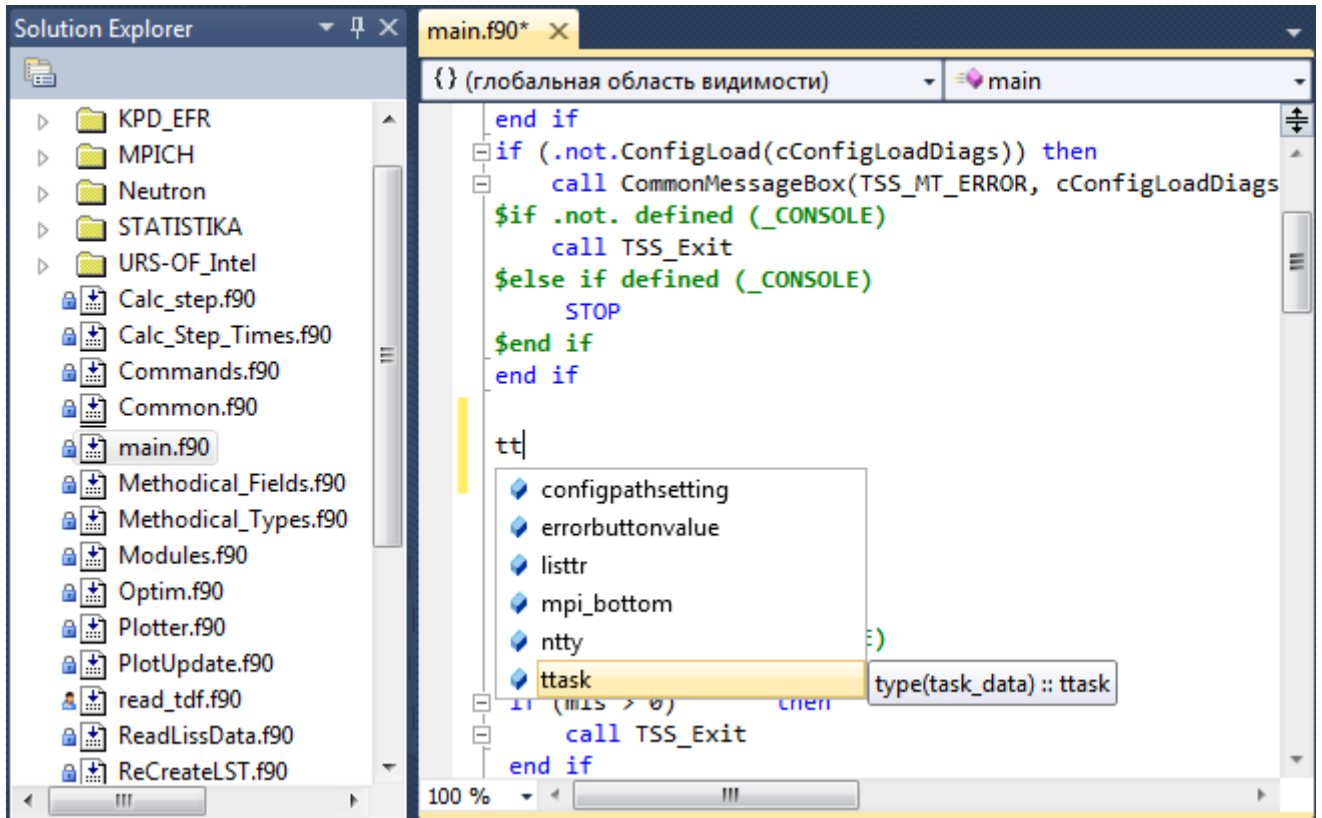 Solution Explorer
KPD_EFR
MPICH
Neutron
STATISTIKA
URS-OF_Intel
Calc_step.f90
Calc_Step_Times.f90
Commands.f90
Common.f90
main.f90
Methodical_Fields.f90
Methodical_Types.f90
Modules.f90
Optim.f90
Plotter.f90
PlotUpdate.f90
read_tdf.f90
ReadLissData.f90
ReCreateLST.f90
main.f90*
{} (глобальная область видимости)
main
end if
if (.not.ConfigLoad(cConfigLoadDiags)) then
call CommonMessageBox(TSS_MT_ERROR, cConfigLoadDiags
$if .not. defined (_CONSOLE)
call TSS_Exit
$else if defined (_CONSOLE)
STOP
$end if
end if
tt
configpathsetting
errorbuttonvalue
listtr
mpi_bottom
ntty
E)
ttask
type(task_data) :: ttask
if (mis > 0) then
call TSS_Exit
end if
100 %